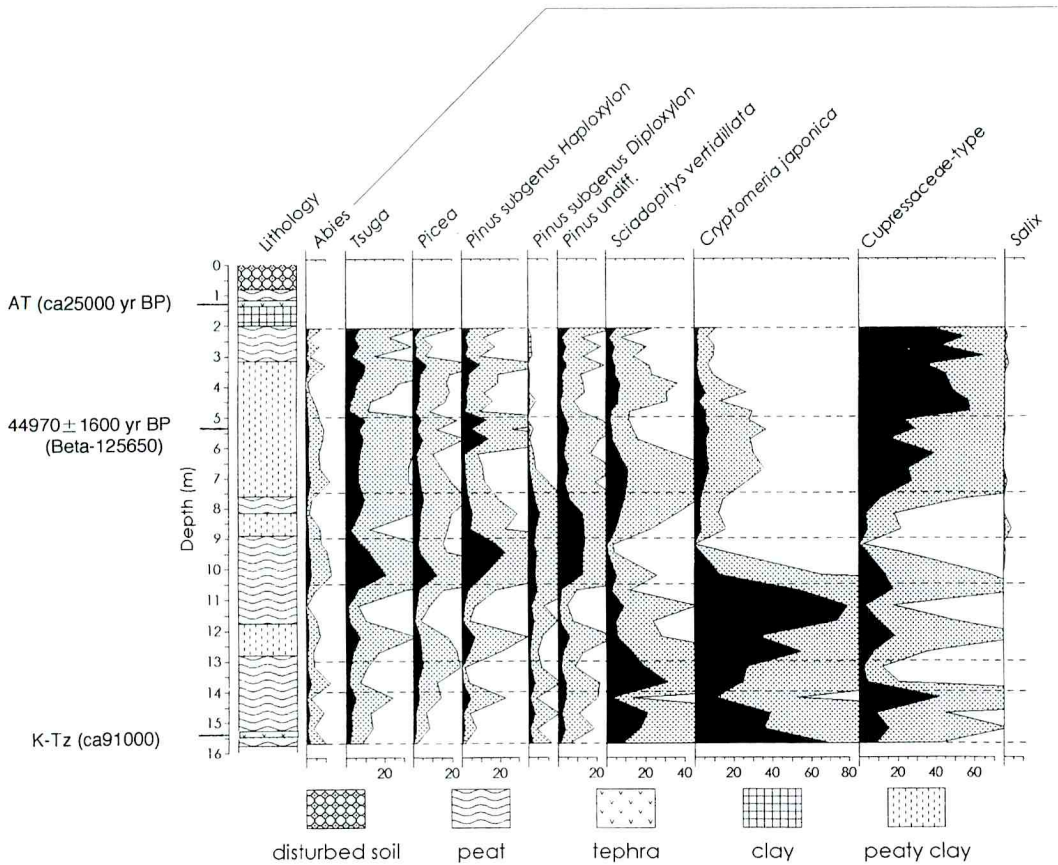 Lithology
Abies
Tsuga
Picea
Pinus subgenus Haploxylon
Pinus subgenus Diploxylon
Pinus undiff.
Sciadopitys vertidillata
Cryptomeria japonica
Cupressaceae-type
Salix
AT (ca25000 yr BP)
44970±1600 yr BP
(Beta-125650)
K-Tz (ca91000)
Depth (m)
0
1
2
3
4
5
6
7
8
9
10
11
12
13
14
15
16
20
20
20
20
20
40
20
40
60
80
20
40
60
disturbed soil
peat
tephra
clay
peaty clay